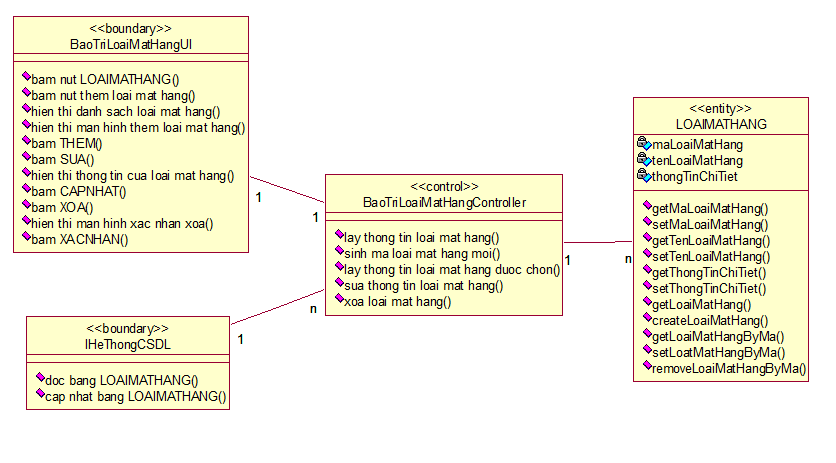 <<boundary>>
BaoTriLoaiMatHangUI
bam nut LOAIMATHANG()
bam nut them loai mat hang()
hien thi danh sach loai mat hang()
hien thi man hinh them loai mat hang()
bam THEM()
bam SUA()
hien thi thong tin cua loai mat hang()
bam CAPNHAT()
bam XOA()
hien thi man hinh xac nhan xoa()
bam XACNHAN()
1
1
<<control>>
BaoTriLoaiMatHangController
lay thong tin loai mat hang()
sinh ma loai mat hang moi()
lay thong tin loai mat hang duoc chon()
sua thong tin loai mat hang()
xoa loai mat hang()
1
n
<<entity>>
LOAIMATHANG
maLoaiMatHang
tenLoaiMatHang
thongTinChiTiet
getMaLoaiMatHang()
setMaLoaiMatHang()
getTenLoaiMatHang()
setTenLoaiMatHang()
getThongTinChiTiet()
setThongTinChiTiet()
getLoaiMatHang()
createLoaiMatHang()
getLoaiMatHangByMa()
setLoatMatHangByMa()
removeLoaiMatHangByMa()
n
1
<<boundary>>
IHeThongCSDL
doc bang LOAIMATHANG()
cap nhat bang LOAIMATHANG()